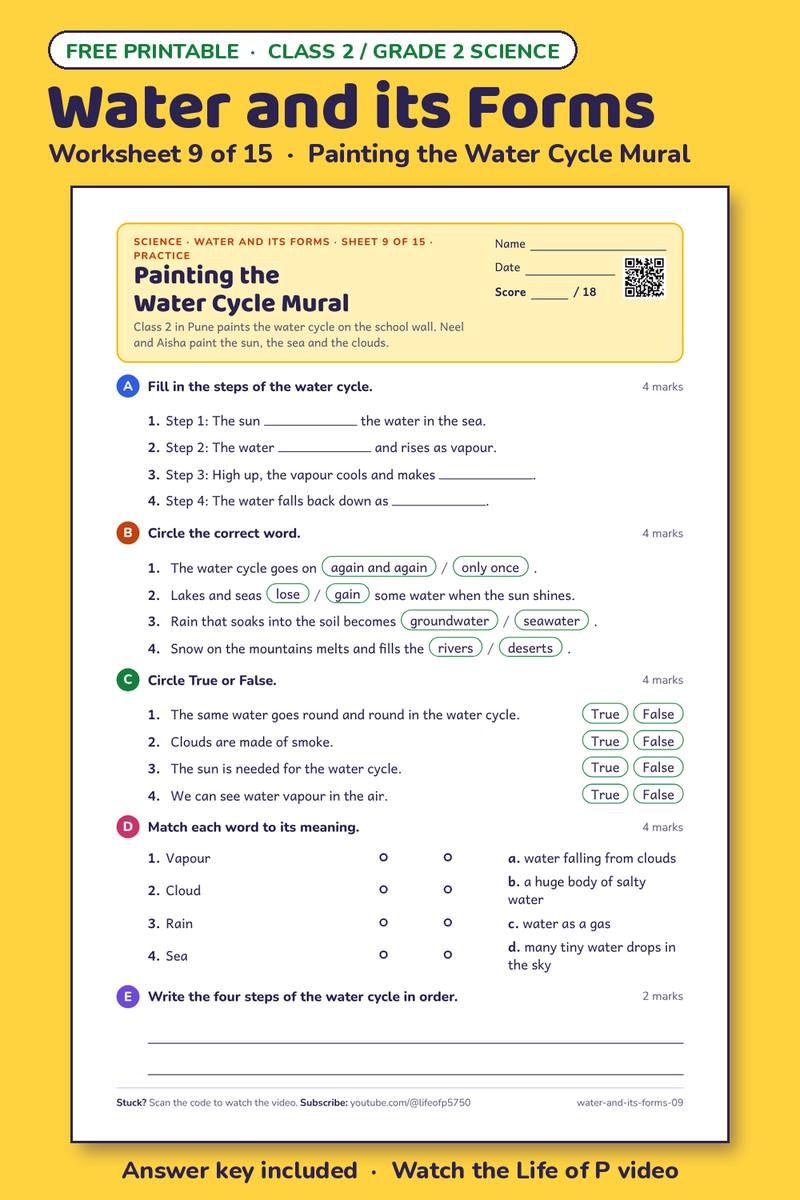 FREE PRINTABLE · CLASS 2 / GRADE 2 SCIENCE
Water and its Forms
Worksheet 9 of 15 · Painting the Water Cycle Mural
SCIENCE · WATER AND ITS FORMS · SHEET 9 OF 15 ·
PRACTICE
Painting the
Water Cycle Mural
Class 2 in Pune paints the water cycle on the school wall. Neel
and Aisha paint the sun, the sea and the clouds.
Name ____________
Date ____________
Score _____ / 18
A Fill in the steps of the water cycle. 4 marks
1. Step 1: The sun ____________ the water in the sea.
2. Step 2: The water ____________ and rises as vapour.
3. Step 3: High up, the vapour cools and makes ____________.
4. Step 4: The water falls back down as ____________.
B Circle the correct word. 4 marks
1. The water cycle goes on again and again / only once .
2. Lakes and seas lose / gain some water when the sun shines.
3. Rain that soaks into the soil becomes groundwater / seawater .
4. Snow on the mountains melts and fills the rivers / deserts .
C Circle True or False. 4 marks
1. The same water goes round and round in the water cycle. True False
2. Clouds are made of smoke. True False
3. The sun is needed for the water cycle. True False
4. We can see water vapour in the air. True False
D Match each word to its meaning. 4 marks
1. Vapour a. water falling from clouds
2. Cloud b. a huge body of salty
water
3. Rain c. water as a gas
4. Sea d. many tiny water drops in
the sky
E Write the four steps of the water cycle in order. 2 marks
Stuck? Scan the code to watch the video. Subscribe: youtube.com/@lifeofp5750 water-and-its-forms-09
Answer key included · Watch the Life of P video